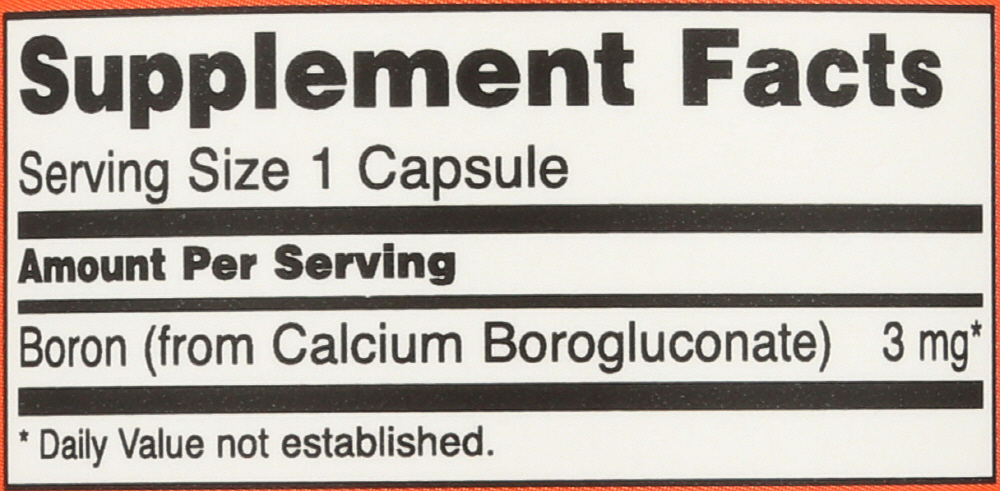 Supplement Facts
Serving Size 1 Capsule
Amount Per Serving
Boron (from Calcium Borogluconate) 3 mg*
* Daily Value not established.